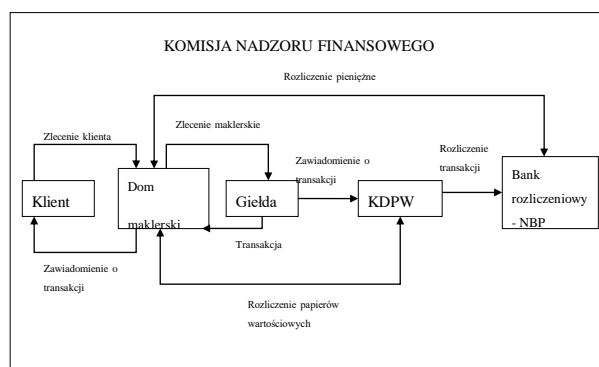 KOMISJA NADZORU FINANSOWEGO
Rozliczenie pieniężne
Zlecenie klienta
Zlecenie maklerskie
Zawiadomienie o
transakcji
Rozliczenie
transakcji
Klient
Dom
maklerski
Giełda
KDPW
Bank
rozliczeniowy
- NBP
Zawiadomienie o
transakcji
Transakcja
Rozliczenie papierów
wartościowych